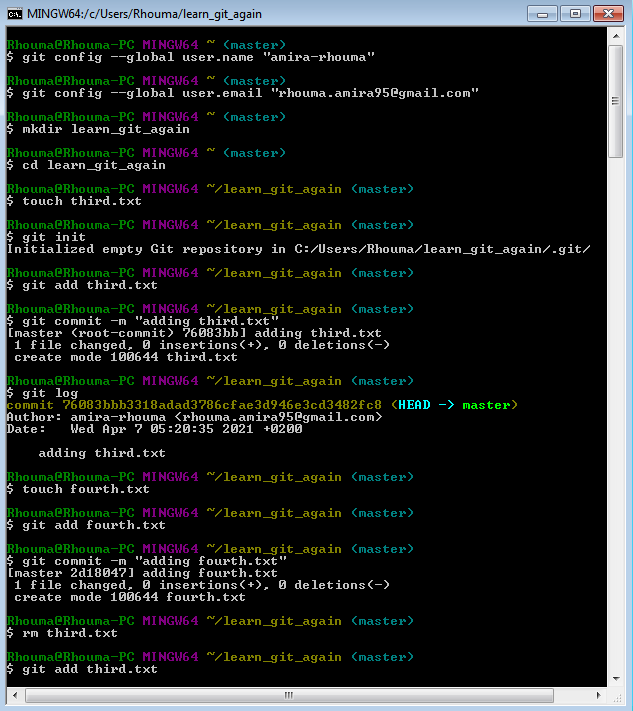 MINGW64:/c/Users/Rhouma/learn_git_again
Rhouma@Rhouma-PC MINGW64 ~ (master)
$ git config --global user.name "amira-rhouma"
Rhouma@Rhouma-PC MINGW64 ~ (master)
$ git config --global user.email "rhouma.amira95@gmail.com"
Rhouma@Rhouma-PC MINGW64 ~ (master)
$ mkdir learn_git_again
Rhouma@Rhouma-PC MINGW64 ~ (master)
$ cd learn_git_again
Rhouma@Rhouma-PC MINGW64 ~/learn_git_again (master)
$ touch third.txt
Rhouma@Rhouma-PC MINGW64 ~/learn_git_again (master)
$ git init
Initialized empty Git repository in C:/Users/Rhouma/learn_git_again/.git/
Rhouma@Rhouma-PC MINGW64 ~/learn_git_again (master)
$ git add third.txt
Rhouma@Rhouma-PC MINGW64 ~/learn_git_again (master)
$ git commit -m "adding third.txt"
[master (root-commit) 76083bb] adding third.txt
 1 file changed, 0 insertions(+), 0 deletions(-)
 create mode 100644 third.txt
Rhouma@Rhouma-PC MINGW64 ~/learn_git_again (master)
$ git log
commit 76083bbb3318adad3786cfae3d946e3cd3482fc8 (HEAD -> master)
Author: amira-rhouma <rhouma.amira95@gmail.com>
Date:   Wed Apr 7 05:20:35 2021 +0200
    adding third.txt
Rhouma@Rhouma-PC MINGW64 ~/learn_git_again (master)
$ touch fourth.txt
Rhouma@Rhouma-PC MINGW64 ~/learn_git_again (master)
$ git add fourth.txt
Rhouma@Rhouma-PC MINGW64 ~/learn_git_again (master)
$ git commit -m "adding fourth.txt"
[master 2d18047] adding fourth.txt
 1 file changed, 0 insertions(+), 0 deletions(-)
 create mode 100644 fourth.txt
Rhouma@Rhouma-PC MINGW64 ~/learn_git_again (master)
$ rm third.txt
Rhouma@Rhouma-PC MINGW64 ~/learn_git_again (master)
$ git add third.txt